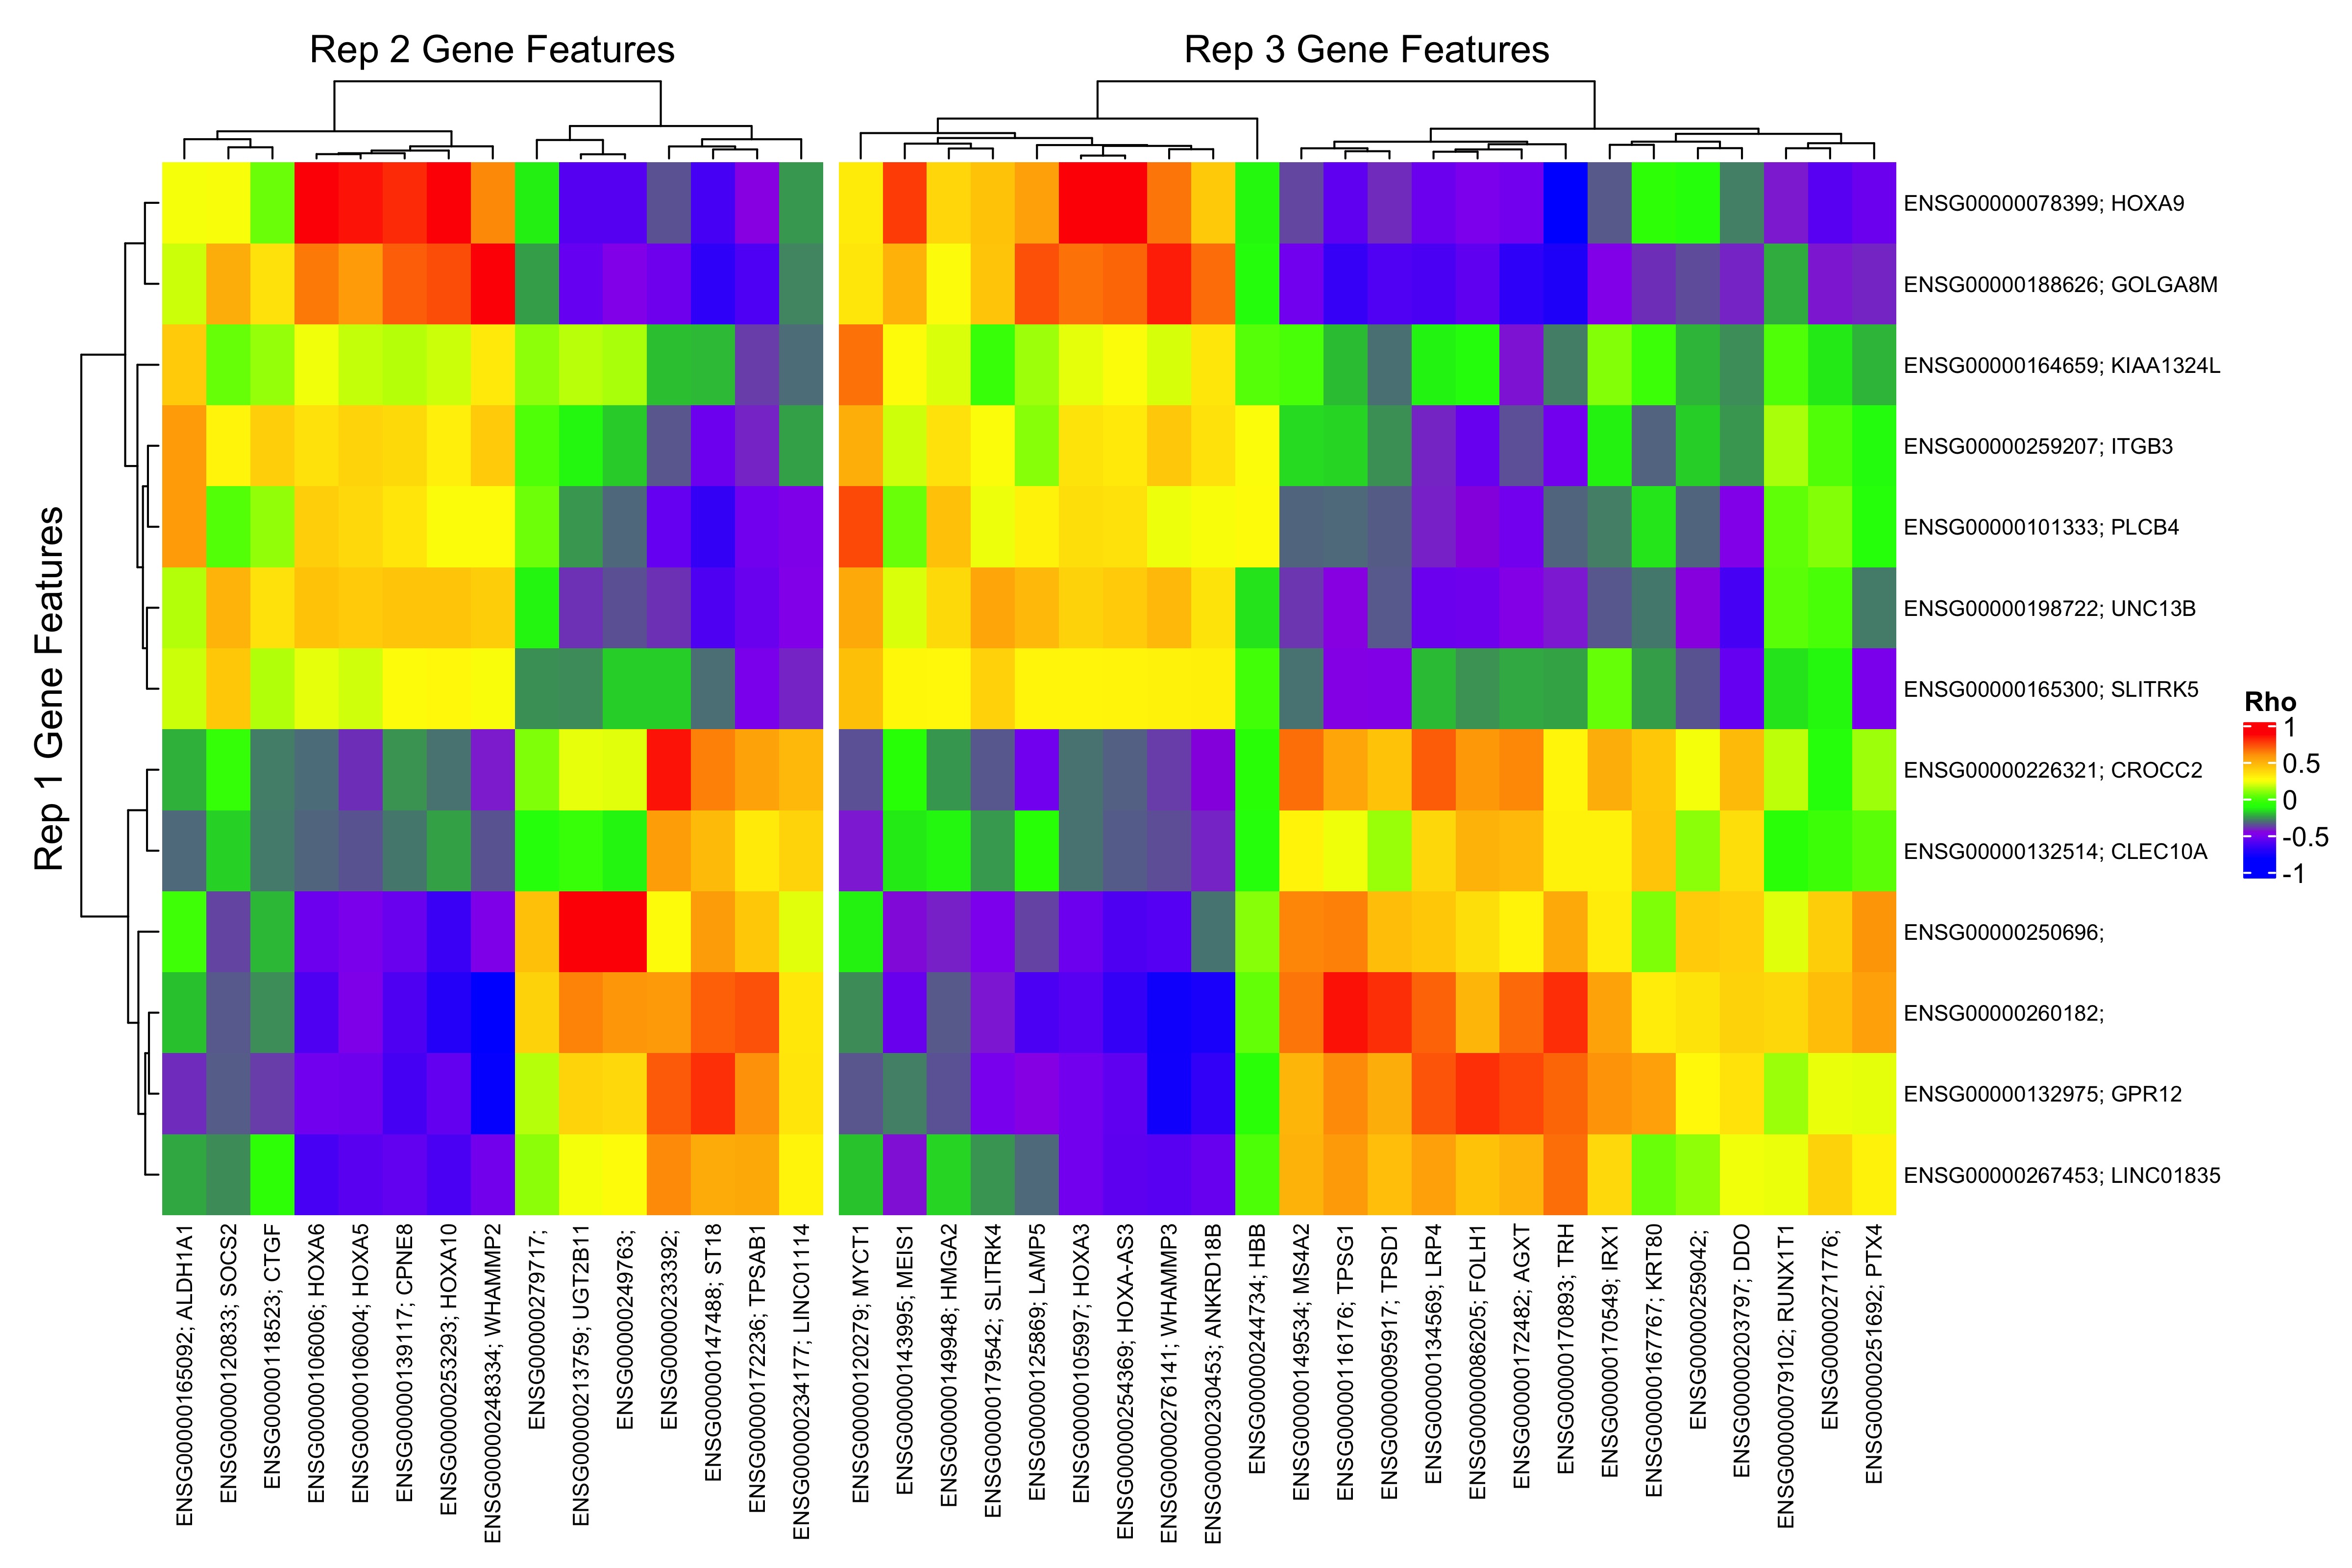 Rep 2 Gene Features
Rep 3 Gene Features
Rep 1 Gene Features
ENSG00000078399; HOXA9
ENSG00000188626; GOLGA8M
ENSG00000164659; KIAA1324L
ENSG00000259207; ITGB3
ENSG00000101333; PLCB4
ENSG00000198722; UNC13B
ENSG00000165300; SLITRK5
ENSG00000226321; CROCC2
ENSG00000132514; CLEC10A
ENSG00000250696;
ENSG00000260182;
ENSG00000132975; GPR12
ENSG00000267453; LINC01835
Rho
1
0.5
0
-0.5
-1
ENSG00000165092; ALDH1A1
ENSG00000120833; SOCS2
ENSG00000118523; CTGF
ENSG00000106006; HOXA6
ENSG00000106004; HOXA5
ENSG00000139117; CPNE8
ENSG00000253293; HOXA10
ENSG00000248334; WHAMMP2
ENSG00000279717;
ENSG00000213759; UGT2B11
ENSG00000249763;
ENSG00000233392;
ENSG00000147488; ST18
ENSG00000172236; TPSAB1
ENSG00000234177; LINC01114
ENSG00000120279; MYCT1
ENSG00000143995; MEIS1
ENSG00000149948; HMGA2
ENSG00000179542; SLITRK4
ENSG00000125869; LAMP5
ENSG00000105997; HOXA3
ENSG00000254369; HOXA-AS3
ENSG00000276141; WHAMMP3
ENSG00000230453; ANKRD18B
ENSG00000244734; HBB
ENSG00000149534; MS4A2
ENSG00000116176; TPSG1
ENSG00000095917; TPSD1
ENSG00000134569; LRP4
ENSG00000086205; FOLH1
ENSG00000172482; AGXT
ENSG00000170893; TRH
ENSG00000170549; IRX1
ENSG00000167767; KRT80
ENSG00000259042;
ENSG00000203797; DDO
ENSG00000079102; RUNX1T1
ENSG00000271776;
ENSG00000251692; PTX4